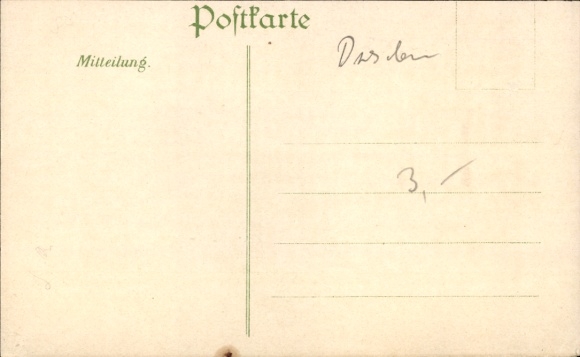 Postkarte
Mitteilung.
Dresden
3,-